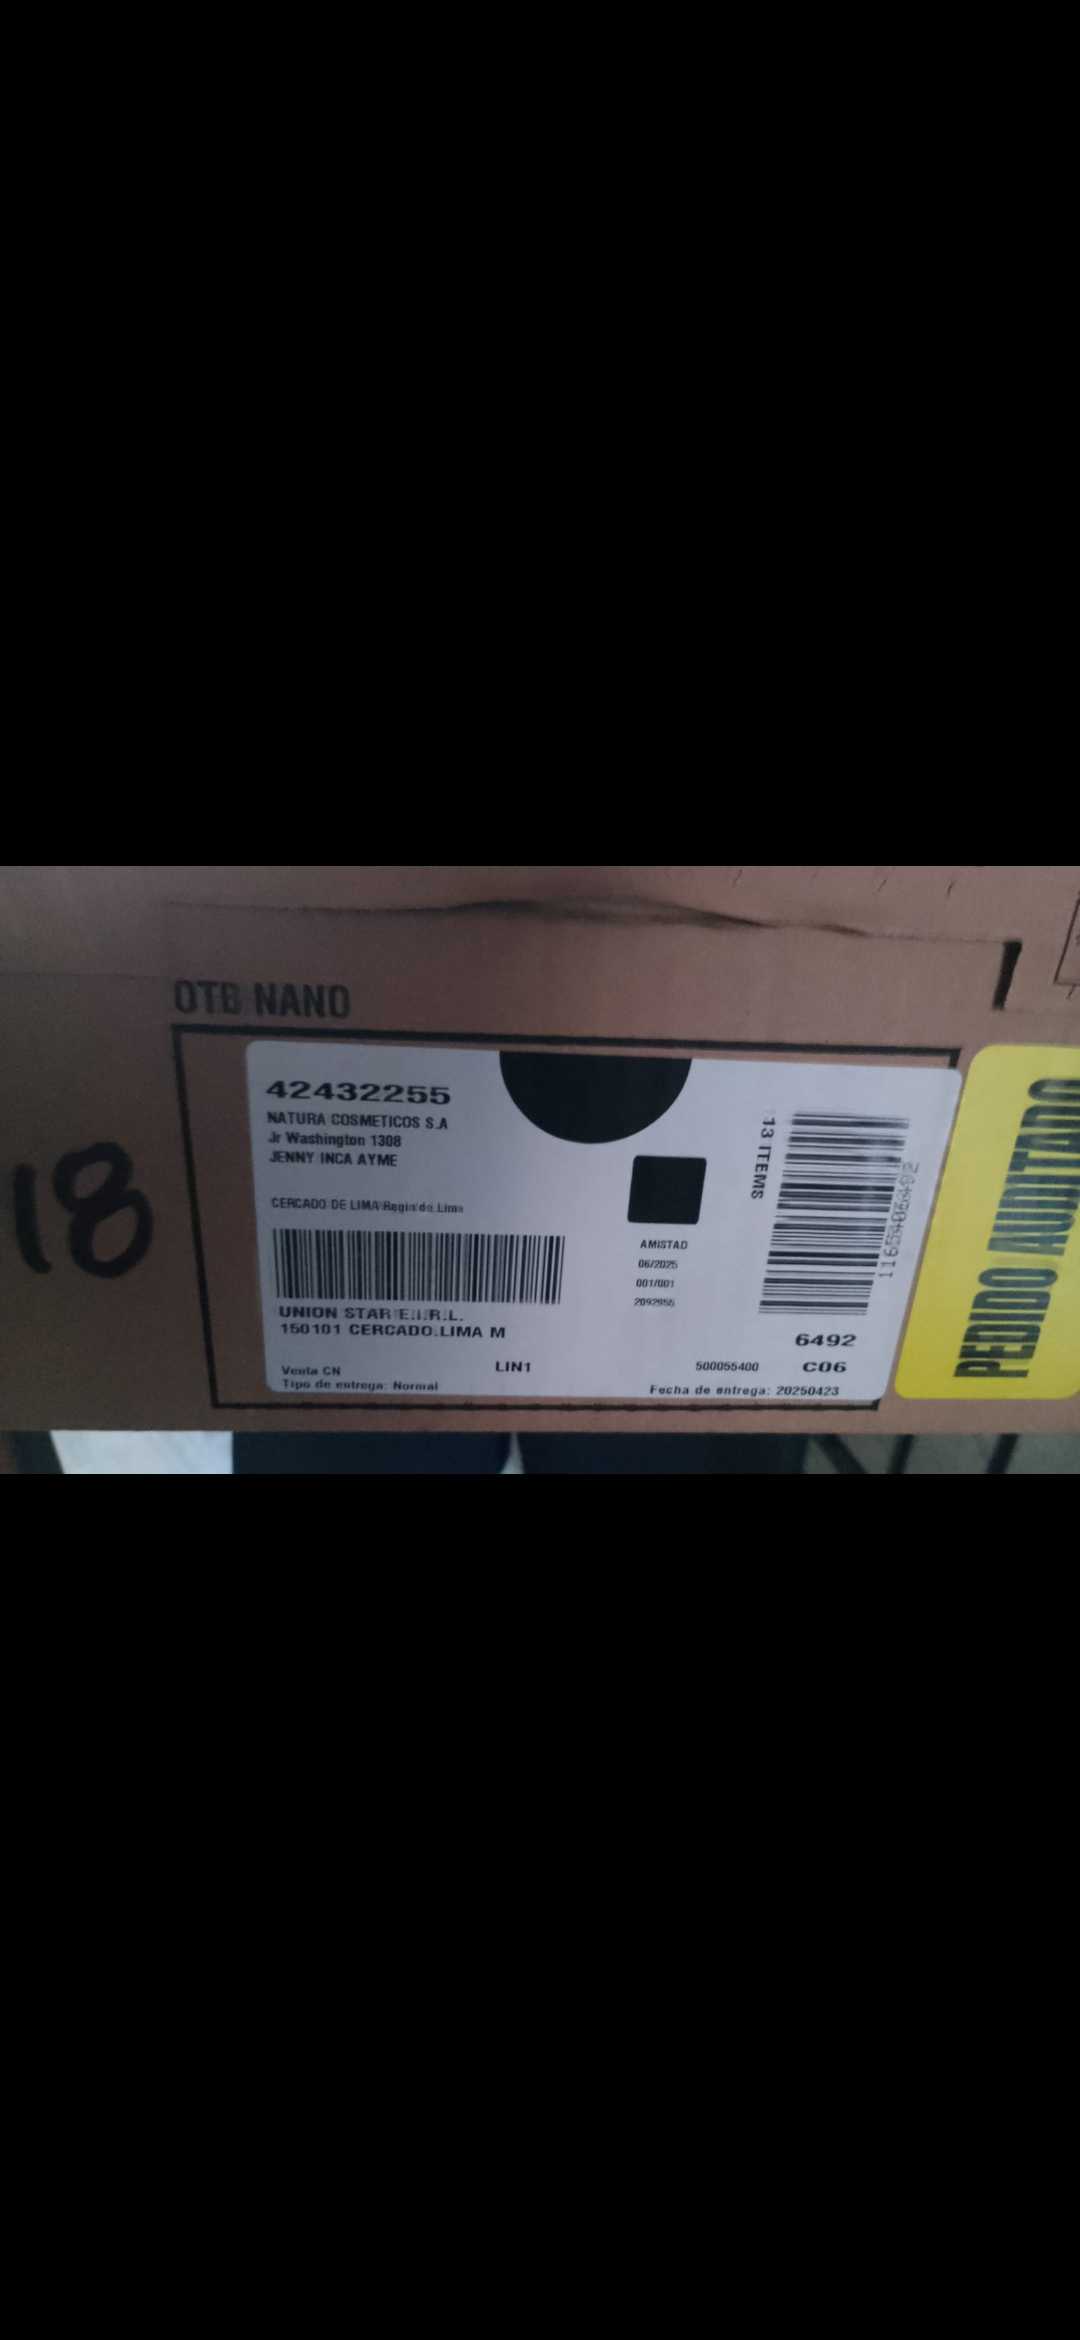 OTB NANO
18
42432255
NATURA COSMETICOS S.A
Jr Washington 1308
JENNY INCA AYME
CERCADO DE LIMA
UNION STAR E.I.R.L.
150101 CERCADO.LIMA M
Venta CN
LIN1
Tipo de entrega: Normal
AMISTAD
06/2025
001/001
13 ITEMS
6492
500055400
C06
Fecha de entrega: 20250423
PEDIDO AUDITADO